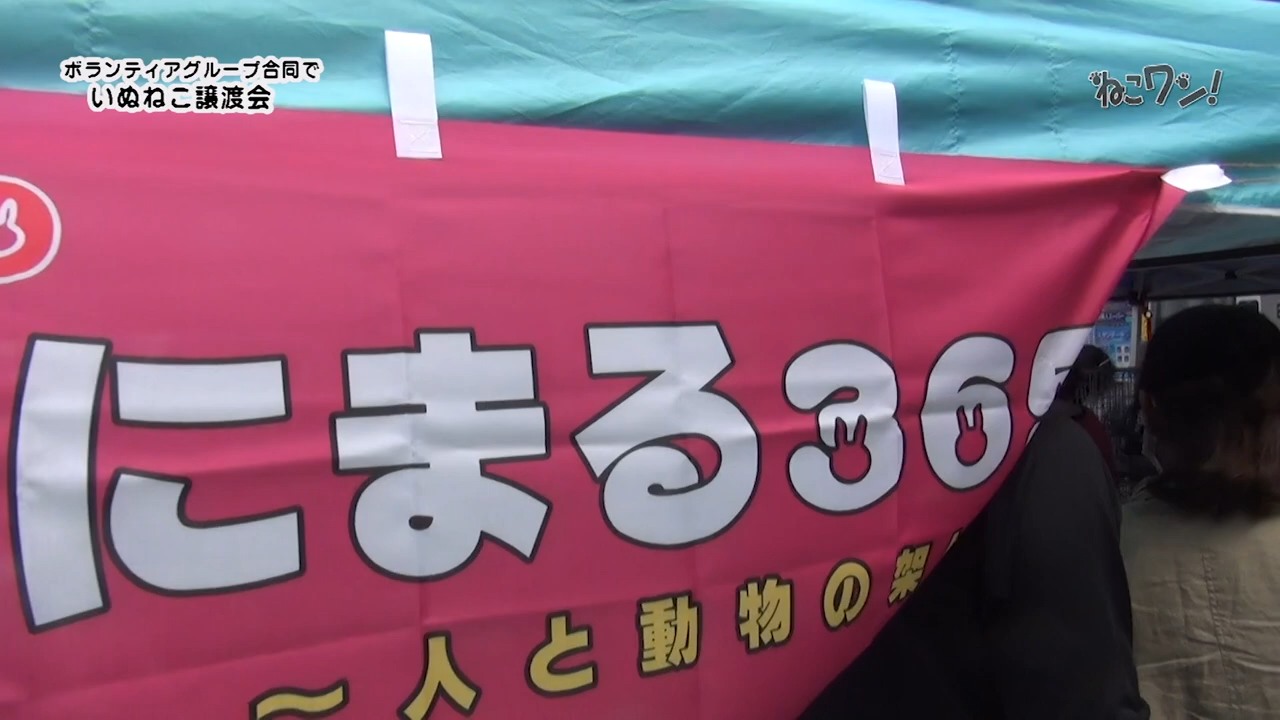 ボランティアグループ合同で
いぬねこ譲渡会
ねこワン!
にまる36
~人と動物の架